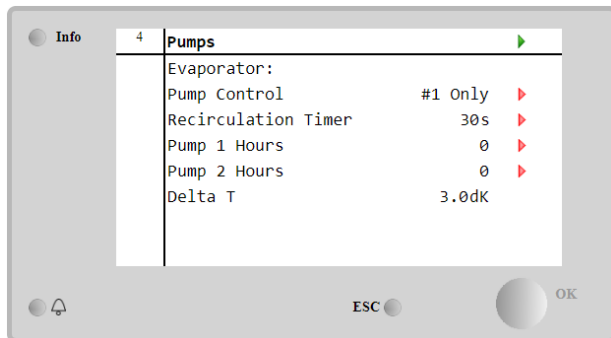 Info
4 Pumps
Evaporator:
Pump Control #1 Only
Recirculation Timer 30s
Pump 1 Hours 0
Pump 2 Hours 0
Delta T 3.0dK
ESC
OK